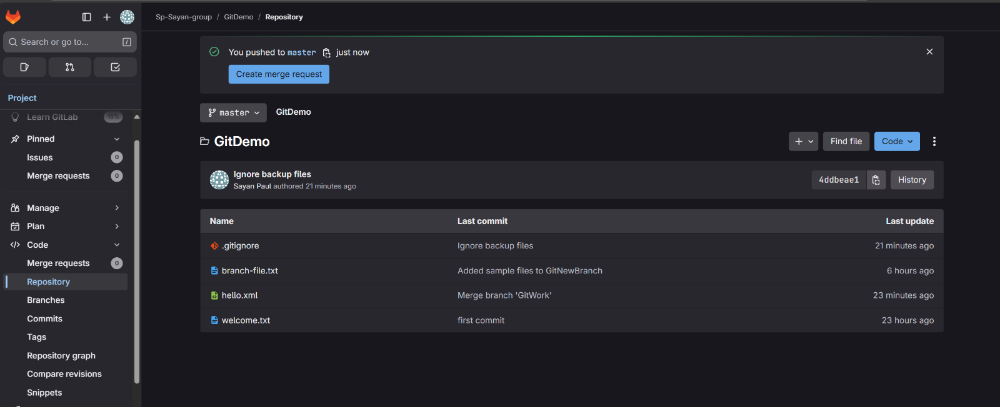 Sp-Sayan-group / GitDemo / Repository
Search or go to... /
Project
Learn GitLab 15%
Pinned
Issues 0
Merge requests 0
Manage
Plan
Code
Merge requests 0
Repository
Branches
Commits
Tags
Repository graph
Compare revisions
Snippets
You pushed to master just now
Create merge request
master GitDemo
GitDemo
Find file Code
Ignore backup files
Sayan Paul authored 21 minutes ago
4ddbeae1 History
Name Last commit Last update
.gitignore Ignore backup files 21 minutes ago
branch-file.txt Added sample files to GitNewBranch 6 hours ago
hello.xml Merge branch 'GitWork' 23 minutes ago
welcome.txt first commit 23 hours ago